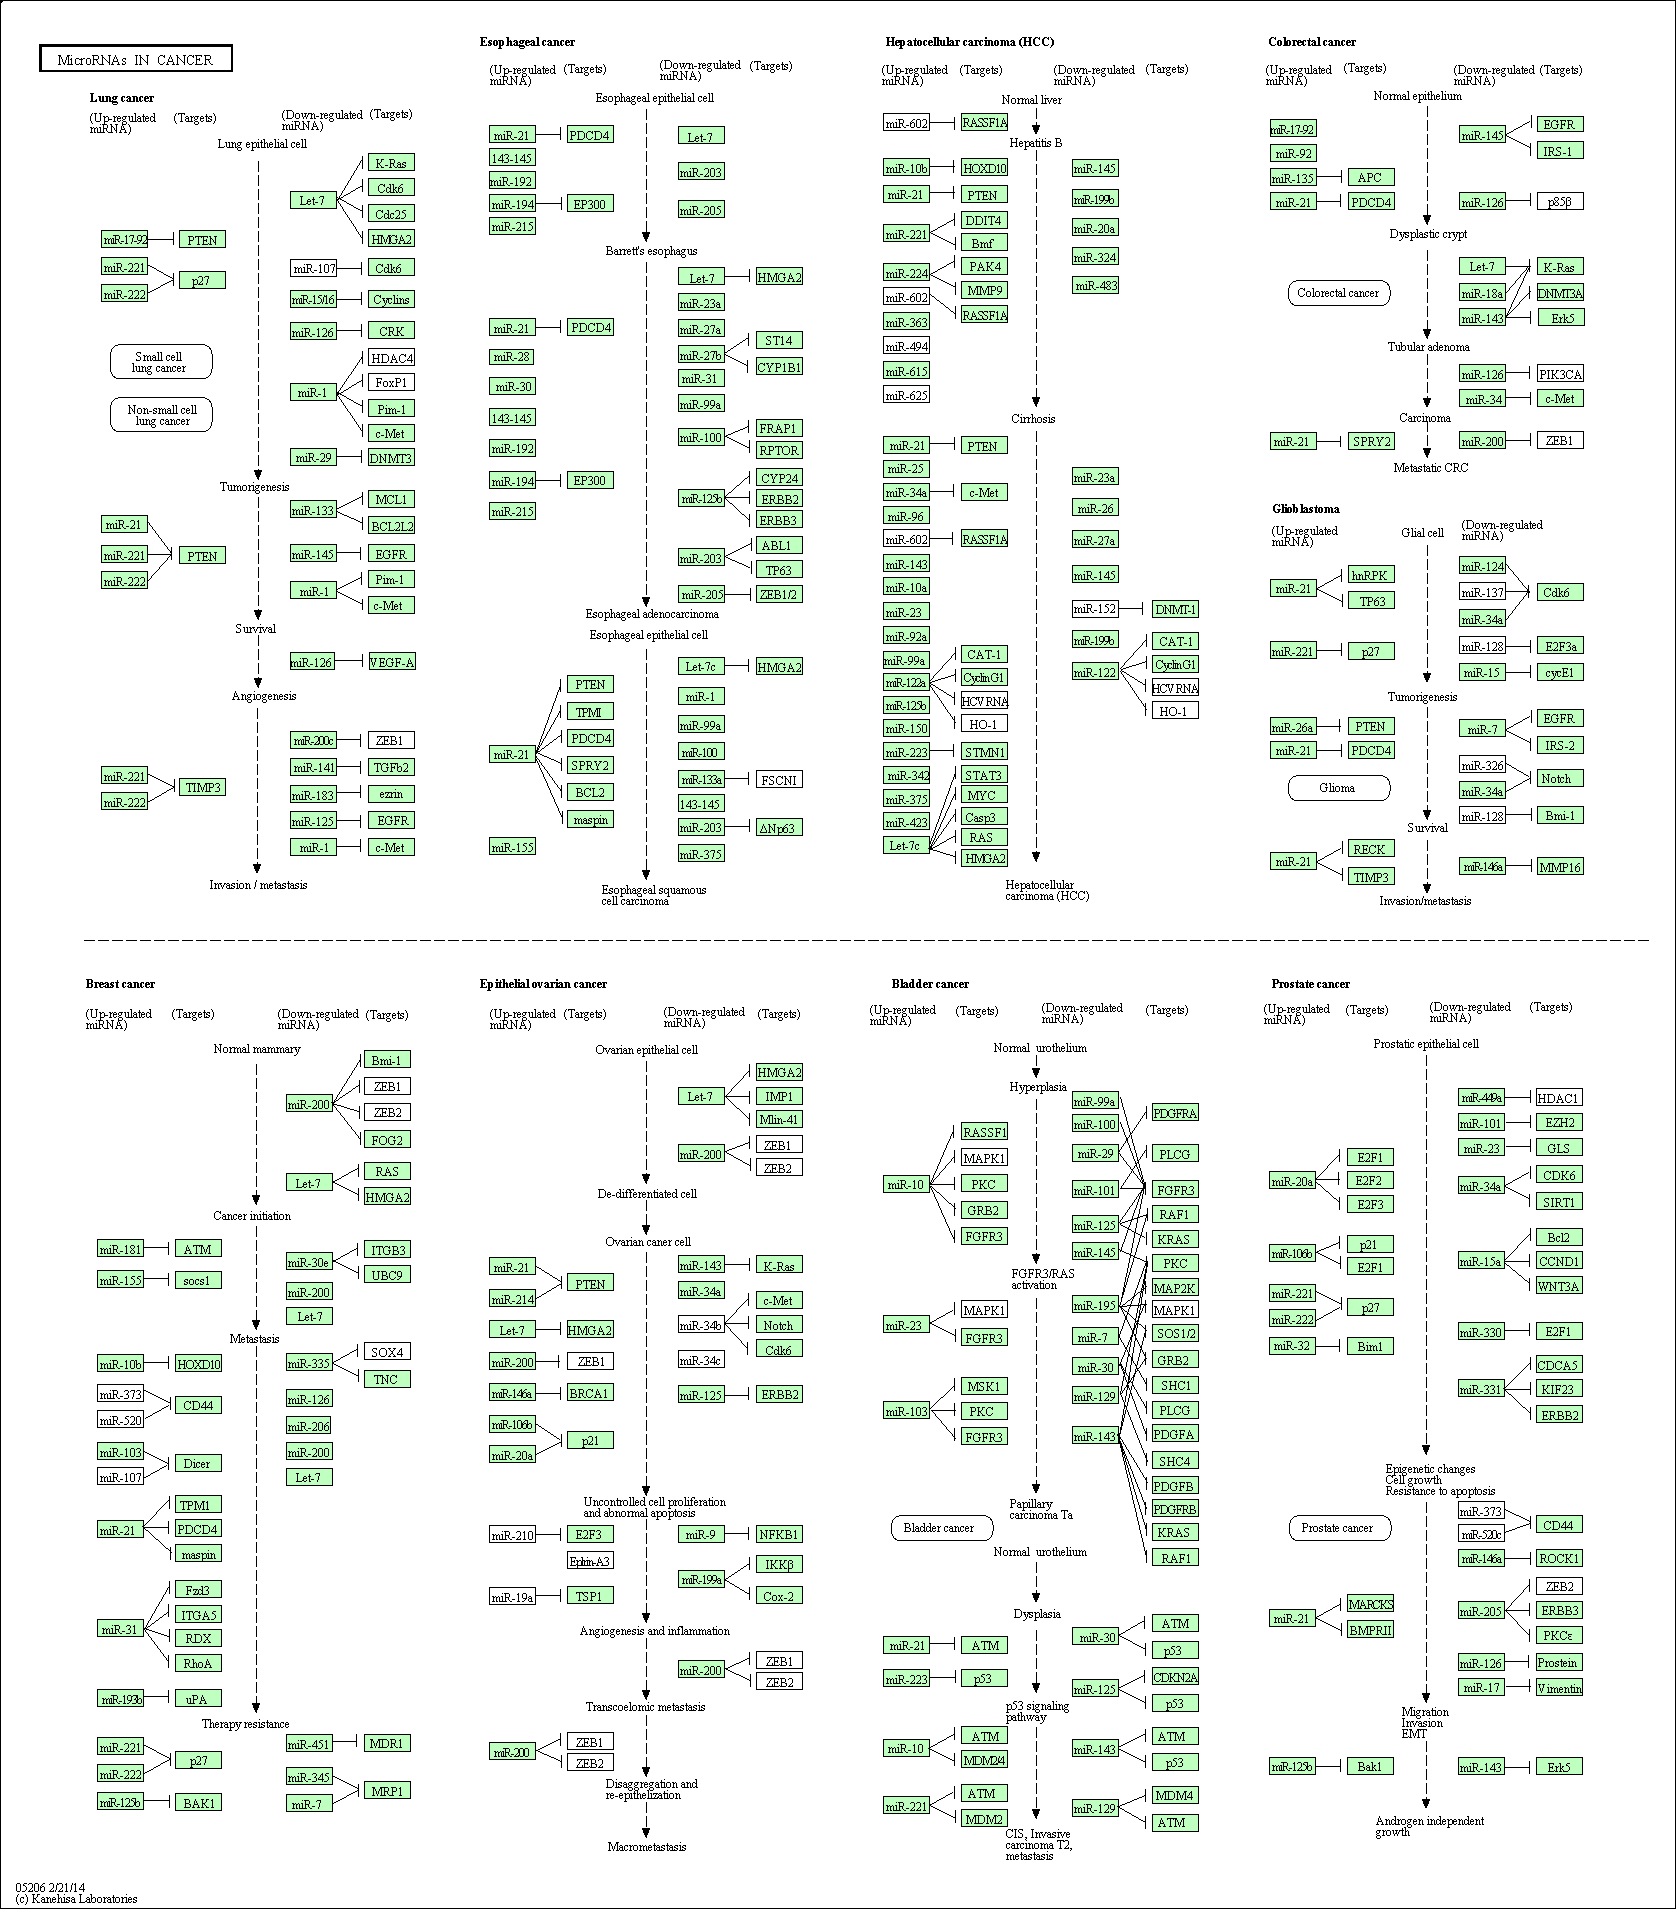 MicroRNAs IN CANCER
Lung cancer
(Up-regulated
miRNA)
(Targets)
(Down-regulated
miRNA)
(Targets)
Lung epithelial cell
miR-17-92
PTEN
miR-221
miR-222
p27
Small cell
lung cancer
Non-small cell
lung cancer
Let-7
K-Ras
Cdk6
Cdc25
HMGA2
miR-107
Cdk6
miR-15/16
Cyclins
miR-126
CRK
miR-1
HDAC4
FoxP1
Pim-1
c-Met
miR-29
DNMT3
Tumorigenesis
miR-21
miR-221
miR-222
PTEN
miR-133
MCL1
BCL2L2
miR-145
EGFR
miR-1
Pim-1
c-Met
Survival
miR-126
VEGF-A
Angiogenesis
miR-221
miR-222
TIMP3
miR-200c
ZEB1
miR-141
TGFb2
miR-183
ezrin
miR-125
EGFR
miR-1
c-Met
Invasion / metastasis
Esophageal cancer
(Up-regulated
miRNA)
(Targets)
(Down-regulated
miRNA)
(Targets)
Esophageal epithelial cell
miR-21
PDCD4
143-145
miR-192
miR-194
EP300
miR-215
Let-7
miR-203
miR-205
Barrett's esophagus
miR-21
PDCD4
miR-28
miR-30
143-145
miR-192
miR-194
EP300
miR-215
Let-7
HMGA2
miR-23a
miR-27a
miR-27b
ST14
CYP1B1
miR-31
miR-99a
miR-100
FRAP1
RPTOR
miR-125b
CYP24
ERBB2
ERBB3
miR-203
ABL1
TP63
miR-205
ZEB1/2
Esophageal adenocarcinoma
Esophageal epithelial cell
miR-21
PTEN
TPMI
PDCD4
SPRY2
BCL2
maspin
miR-155
Let-7c
HMGA2
miR-1
miR-99a
miR-100
miR-133a
FSCNI
143-145
miR-203
ΔNp63
miR-375
Esophageal squamous
cell carcinoma
Hepatocellular carcinoma (HCC)
(Up-regulated
miRNA)
(Targets)
(Down-regulated
miRNA)
(Targets)
Normal liver
miR-602
RASSF1A
Hepatitis B
miR-10b
HOXD10
miR-21
PTEN
miR-221
DDIT4
Bmf
miR-224
PAK4
MMP9
miR-602
RASSF1A
miR-363
miR-494
miR-615
miR-625
miR-145
miR-199b
miR-20a
miR-324
miR-483
Cirrhosis
miR-21
PTEN
miR-25
miR-34a
c-Met
miR-96
miR-602
RASSF1A
miR-143
miR-10a
miR-23
miR-92a
miR-99a
miR-122a
CAT-1
CyclinG1
HCV RNA
HO-1
miR-125b
miR-150
miR-223
STMN1
miR-342
miR-375
miR-423
Let-7c
STAT3
MYC
Casp3
RAS
HMGA2
miR-23a
miR-26
miR-27a
miR-145
miR-152
DNMT-1
miR-199b
miR-122
CAT-1
CyclinG1
HCV RNA
HO-1
Hepatocellular
carcinoma (HCC)
Colorectal cancer
(Up-regulated
miRNA)
(Targets)
(Down-regulated
miRNA)
(Targets)
Normal epithelium
miR-17-92
miR-92
miR-135
APC
miR-21
PDCD4
miR-145
EGFR
IRS-1
miR-126
p85β
Dysplastic crypt
Colorectal cancer
Let-7
miR-18a
miR-143
K-Ras
DNMT3A
Erk5
Tubular adenoma
miR-126
PIK3CA
miR-34
c-Met
Carcinoma
miR-21
SPRY2
miR-200
ZEB1
Metastatic CRC
Glioblastoma
(Up-regulated
miRNA)
Glial cell
(Down-regulated
miRNA)
miR-21
hnRPK
TP63
miR-221
p27
miR-124
miR-137
miR-34a
Cdk6
miR-128
E2F3a
miR-15
cycE1
Tumorigenesis
miR-26a
PTEN
miR-21
PDCD4
Glioma
miR-7
EGFR
IRS-2
miR-326
miR-34a
Notch
miR-128
Bmi-1
Survival
miR-21
RECK
TIMP3
miR-146a
MMP16
Invasion/metastasis
Breast cancer
(Up-regulated
miRNA)
(Targets)
(Down-regulated
miRNA)
(Targets)
Normal mammary
miR-200
Bmi-1
ZEB1
ZEB2
FOG2
Let-7
RAS
HMGA2
Cancer initiation
miR-181
ATM
miR-155
socs1
miR-30e
ITGB3
UBC9
miR-200
Let-7
Metastasis
miR-10b
HOXD10
miR-373
miR-520
CD44
miR-103
miR-107
Dicer
miR-21
TPM1
PDCD4
maspin
miR-31
Fzd3
ITGA5
RDX
RhoA
miR-193b
uPA
miR-335
SOX4
TNC
miR-126
miR-206
miR-200
Let-7
Therapy resistance
miR-221
miR-222
p27
miR-125b
BAK1
miR-451
MDR1
miR-345
miR-7
MRP1
Epithelial ovarian cancer
(Up-regulated
miRNA)
(Targets)
(Down-regulated
miRNA)
(Targets)
Ovarian epithelial cell
Let-7
HMGA2
IMP1
Mlin-41
miR-200
ZEB1
ZEB2
De-differentiated cell
Ovarian caner cell
miR-21
miR-214
PTEN
Let-7
HMGA2
miR-200
ZEB1
miR-146a
BRCA1
miR-106b
miR-20a
p21
miR-143
K-Ras
miR-34a
miR-34b
c-Met
Notch
Cdk6
miR-34c
miR-125
ERBB2
Uncontrolled cell proliferation
and abnormal apoptosis
miR-210
E2F3
Ephrin-A3
miR-19a
TSP1
miR-9
NFKB1
miR-199a
IKKβ
Cox-2
Angiogenesis and inflammation
miR-200
ZEB1
ZEB2
Transcoelomic metastasis
miR-200
ZEB1
ZEB2
Disaggregation and
re-epithelization
Macrometastasis
Bladder cancer
(Up-regulated
miRNA)
(Targets)
(Down-regulated
miRNA)
(Targets)
Normal urothelium
Hyperplasia
miR-10
RASSF1
MAPK1
PKC
GRB2
FGFR3
miR-23
MAPK1
FGFR3
miR-103
MSK1
PKC
FGFR3
FGFR3/RAS
activation
miR-99a
miR-100
miR-29
miR-101
miR-125
miR-145
miR-195
miR-7
miR-30
miR-129
miR-143
PDGFRA
PLCG
FGFR3
RAF1
KRAS
PKC
MAP2K
MAPK1
SOS1/2
GRB2
SHC1
PLCG
PDGFA
SHC4
PDGFB
PDGFRB
KRAS
RAF1
Papillary
carcinoma Ta
Bladder cancer
Normal urothelium
Dysplasia
miR-21
ATM
miR-223
p53
miR-30
ATM
p53
miR-125
CDKN2A
p53
p53 signaling
pathway
miR-10
ATM
MDM2/4
miR-221
ATM
MDM2
miR-143
ATM
p53
miR-129
MDM4
ATM
CIS, Invasive
carcinoma T2,
metastasis
Prostate cancer
(Up-regulated
miRNA)
(Targets)
(Down-regulated
miRNA)
(Targets)
Prostatic epithelial cell
miR-20a
E2F1
E2F2
E2F3
miR-106b
p21
E2F1
miR-221
miR-222
p27
miR-32
Bim1
miR-449a
HDAC1
miR-101
EZH2
miR-23
GLS
miR-34a
CDK6
SIRT1
miR-15a
Bcl2
CCND1
WNT3A
miR-330
E2F1
miR-331
CDCA5
KIF23
ERBB2
Epigenetic changes
Cell growth
Resistance to apoptosis
Prostate cancer
miR-21
MARCKS
BMPRII
miR-373
miR-520c
CD44
miR-146a
ROCK1
miR-205
ZEB2
ERBB3
PKCε
miR-126
Prostein
miR-17
Vimentin
Migration
Invasion
EMT
miR-125b
Bak1
miR-143
Erk5
Androgen independent
growth
05206 2/21/14
(c) Kanehisa Laboratories